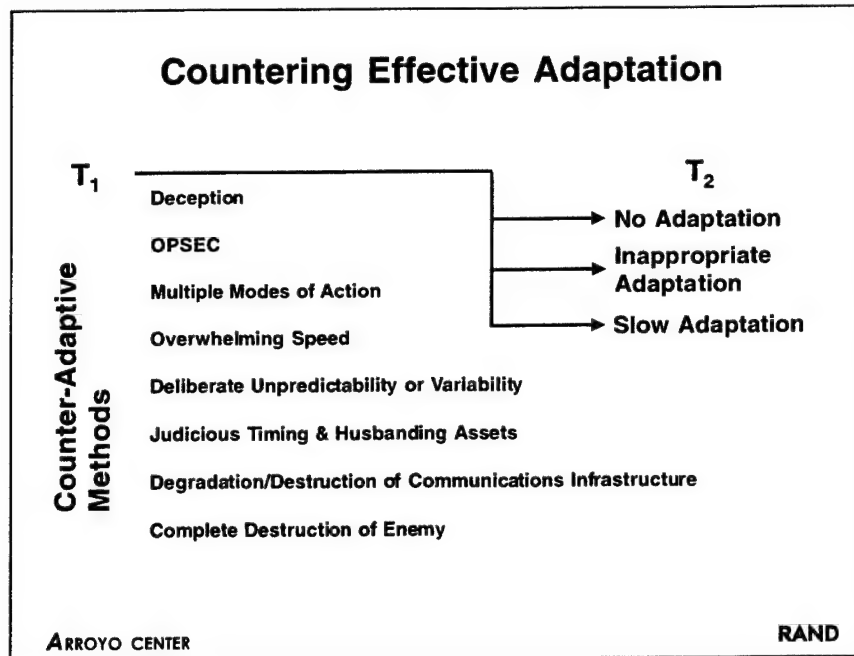 Countering Effective Adaptation
T1
T2
Deception
OPSEC
Multiple Modes of Action
Overwhelming Speed
Deliberate Unpredictability or Variability
Judicious Timing & Husbanding Assets
Degradation/Destruction of Communications Infrastructure
Complete Destruction of Enemy
Counter-Adaptive
Methods
No Adaptation
Inappropriate
Adaptation
Slow Adaptation
ARROYO CENTER
RAND